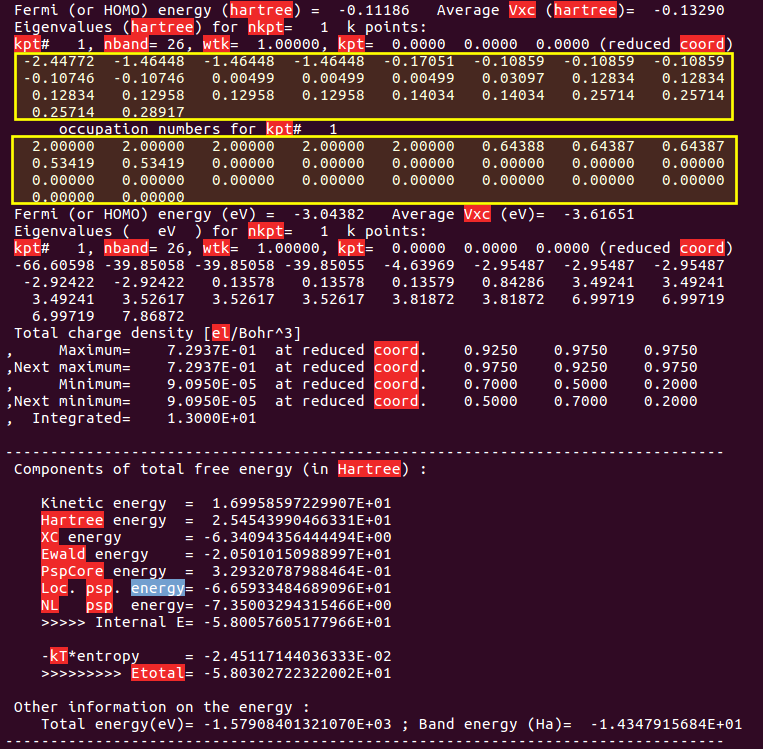 Fermi (or HOMO) energy (hartree) =  -0.11186   Average Vxc (hartree)=  -0.13290
Eigenvalues (hartree) for nkpt=   1  k points:
kpt#   1, nband= 26, wtk=  1.00000, kpt=  0.0000  0.0000  0.0000 (reduced coord)
-2.44772  -1.46448  -1.46448  -1.46448  -0.17051  -0.10859  -0.10859  -0.10859
-0.10746  -0.10746   0.00499   0.00499   0.00499   0.03097   0.12834   0.12834
0.12834   0.12958   0.12958   0.12958   0.14034   0.14034   0.25714   0.25714
0.25714   0.28917
occupation numbers for kpt#   1
2.00000   2.00000   2.00000   2.00000   2.00000   0.64388   0.64387   0.64387
0.53419   0.53419   0.00000   0.00000   0.00000   0.00000   0.00000   0.00000
0.00000   0.00000   0.00000   0.00000   0.00000   0.00000   0.00000   0.00000
0.00000   0.00000
Fermi (or HOMO) energy (eV) =  -3.04382   Average Vxc (eV)=  -3.61651
Eigenvalues (   eV  ) for nkpt=   1  k points:
kpt#   1, nband= 26, wtk=  1.00000, kpt=  0.0000  0.0000  0.0000 (reduced coord)
-66.60598 -39.85058 -39.85058 -39.85055  -4.63969  -2.95487  -2.95487  -2.95487
-2.92422  -2.92422   0.13578   0.13578   0.13579   0.84286   3.49241   3.49241
3.49241   3.52617   3.52617   3.52617   3.81872   3.81872   6.99719   6.99719
6.99719   7.86872
Total charge density [el/Bohr^3]
,     Maximum=    7.2937E-01  at reduced coord.    0.9250    0.9750    0.9750
,Next maximum=    7.2937E-01  at reduced coord.    0.9750    0.9250    0.9750
,     Minimum=    9.0950E-05  at reduced coord.    0.7000    0.5000    0.2000
,Next minimum=    9.0950E-05  at reduced coord.    0.5000    0.7000    0.2000
,  Integrated=    1.3000E+01
--------------------------------------------------------------------------------
Components of total free energy (in Hartree) :
Kinetic energy  =  1.69958597229907E+01
Hartree energy  =  2.54543990466331E+01
XC energy       = -6.34094356444494E+00
Ewald energy    = -2.05010150988997E+01
PspCore energy  =  3.29320787988464E-01
Loc. psp. energy= -6.65933484689096E+01
NL   psp  energy= -7.35003294315466E+00
>>>>> Internal E= -5.80057605177966E+01
-kT*entropy     = -2.45117144036333E-02
>>>>>>>>> Etotal= -5.80302722322002E+01
Other information on the energy :
Total energy(eV)= -1.57908401321070E+03 ; Band energy (Ha)=  -1.4347915684E+01
--------------------------------------------------------------------------------